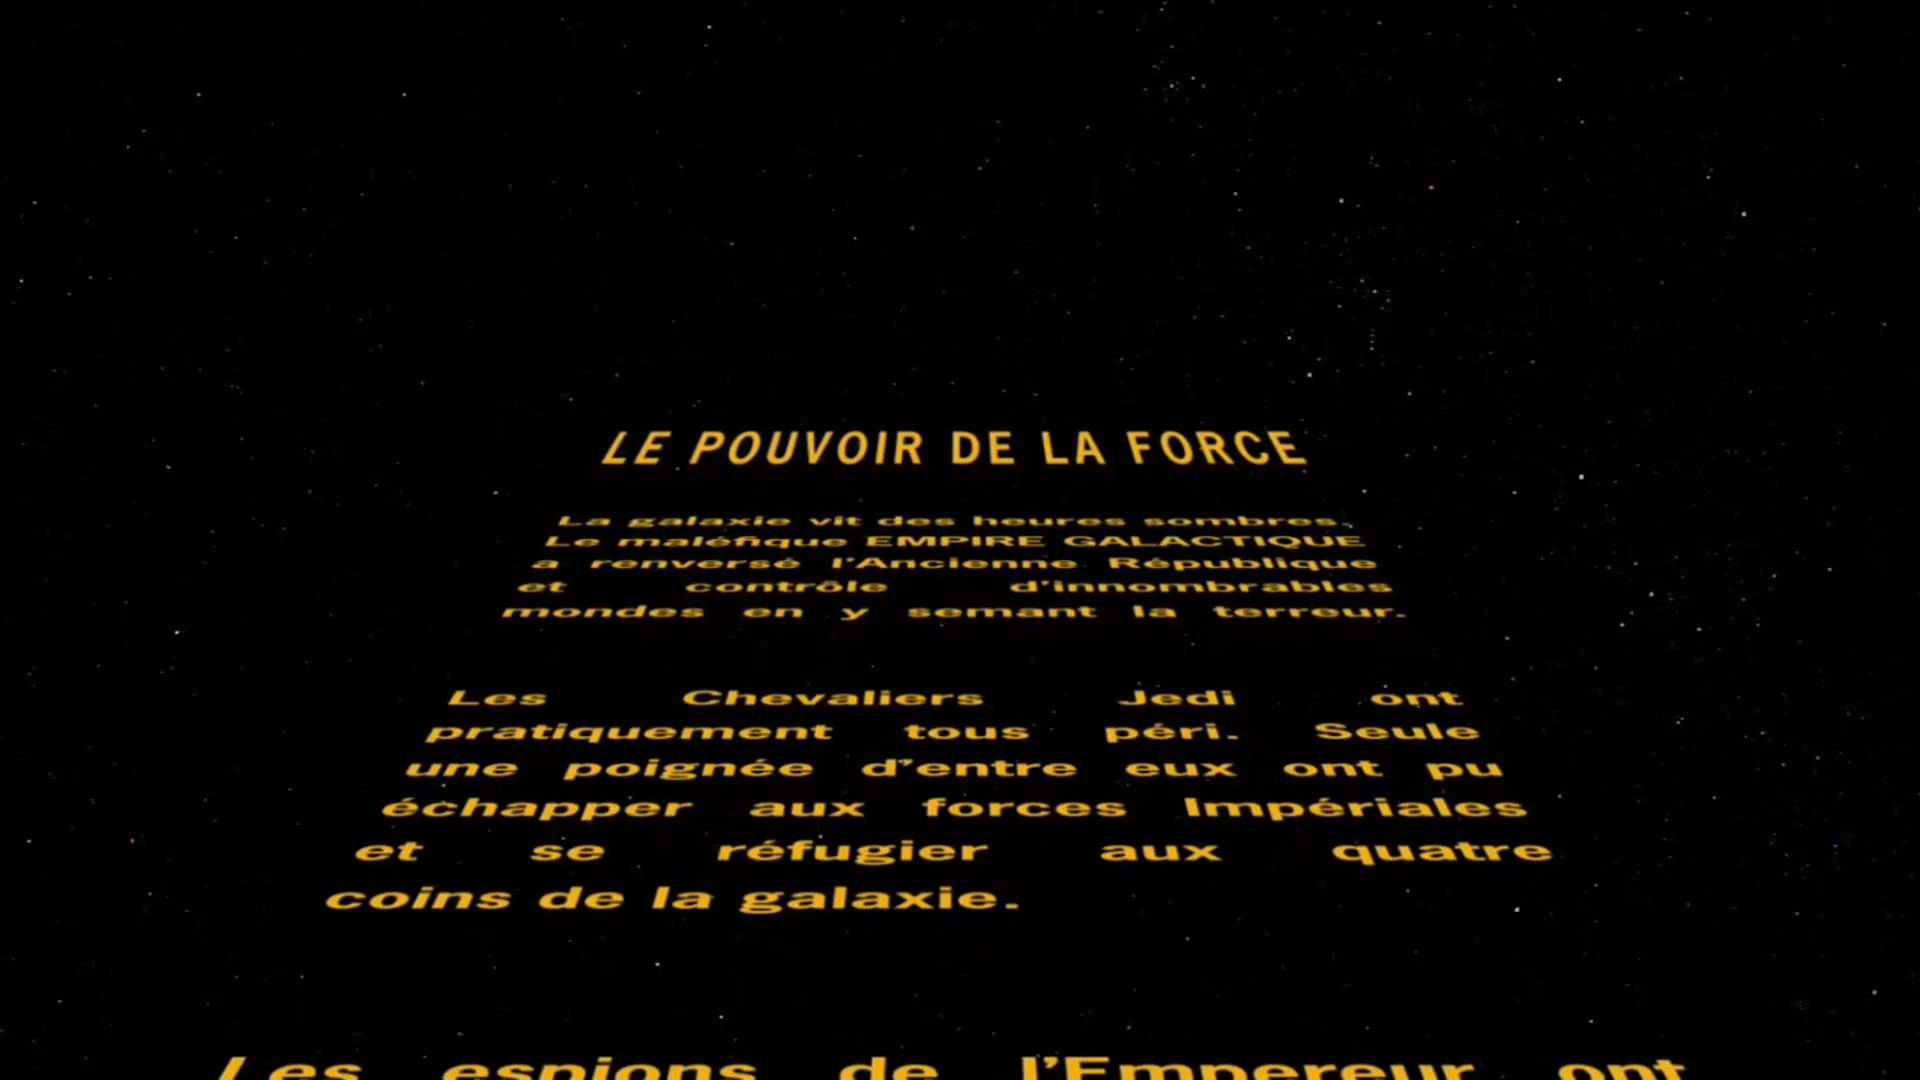 LE POUVOIR DE LA FORCE
La galaxie vit des heures sombres.
Le maléfique EMPIRE GALACTIQUE
a renversé l'Ancienne République
et contrôle d'innombrables
mondes en y semant la terreur.
Les Chevaliers Jedi ont
pratiquement tous péri. Seule
une poignée d'entre eux ont pu
échapper aux forces Impériales
et se réfugier aux quatre
coins de la galaxie.
Les espions de l'Empereur ont